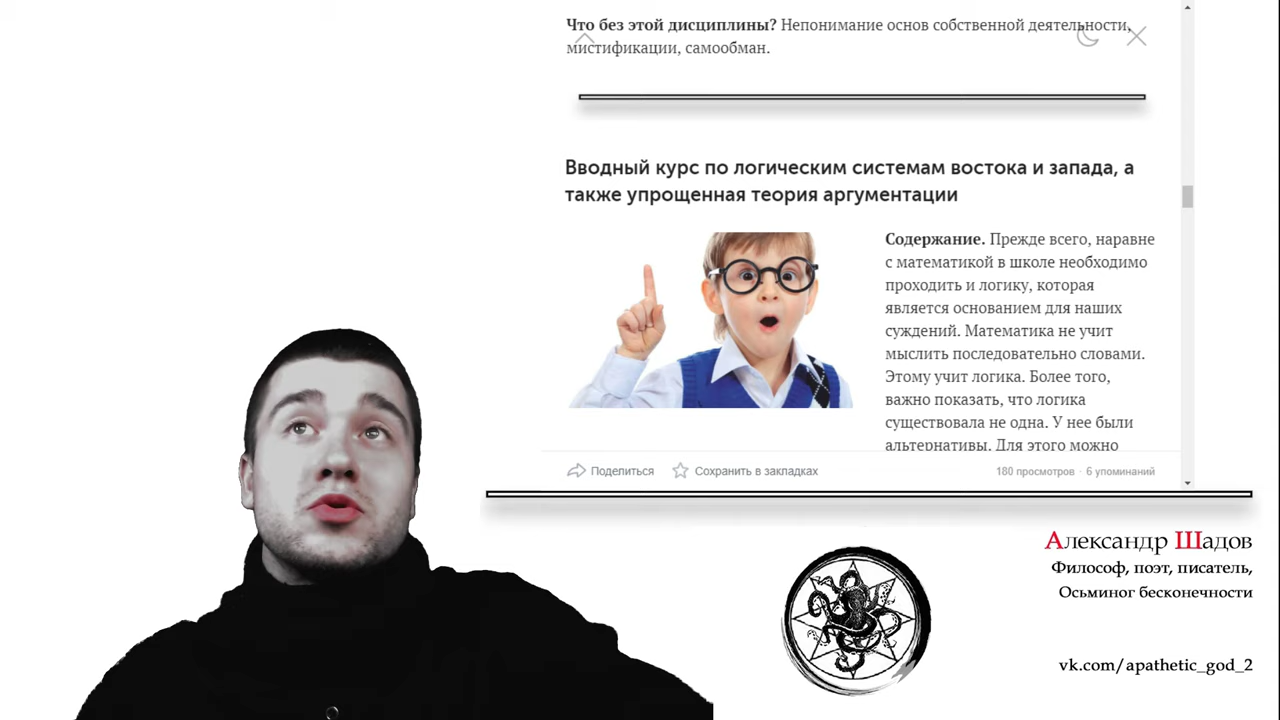 Что без этой дисциплины? Непонимание основ собственной деятельности,
мистификации, самообман.
Вводный курс по логическим системам востока и запада, а
также упрощенная теория аргументации
Содержание. Прежде всего, наравне
с математикой в школе необходимо
проходить и логику, которая
является основанием для наших
суждений. Математика не учит
мыслить последовательно словами.
Этому учит логика. Более того,
важно показать, что логика
существовала не одна. У нее были
альтернативы. Для этого можно
Поделиться
Сохранить в закладках
180 просмотров · 6 упоминаний
Александр Шадов
Философ, поэт, писатель,
Осьминог бесконечности
vk.com/apathetic_god_2